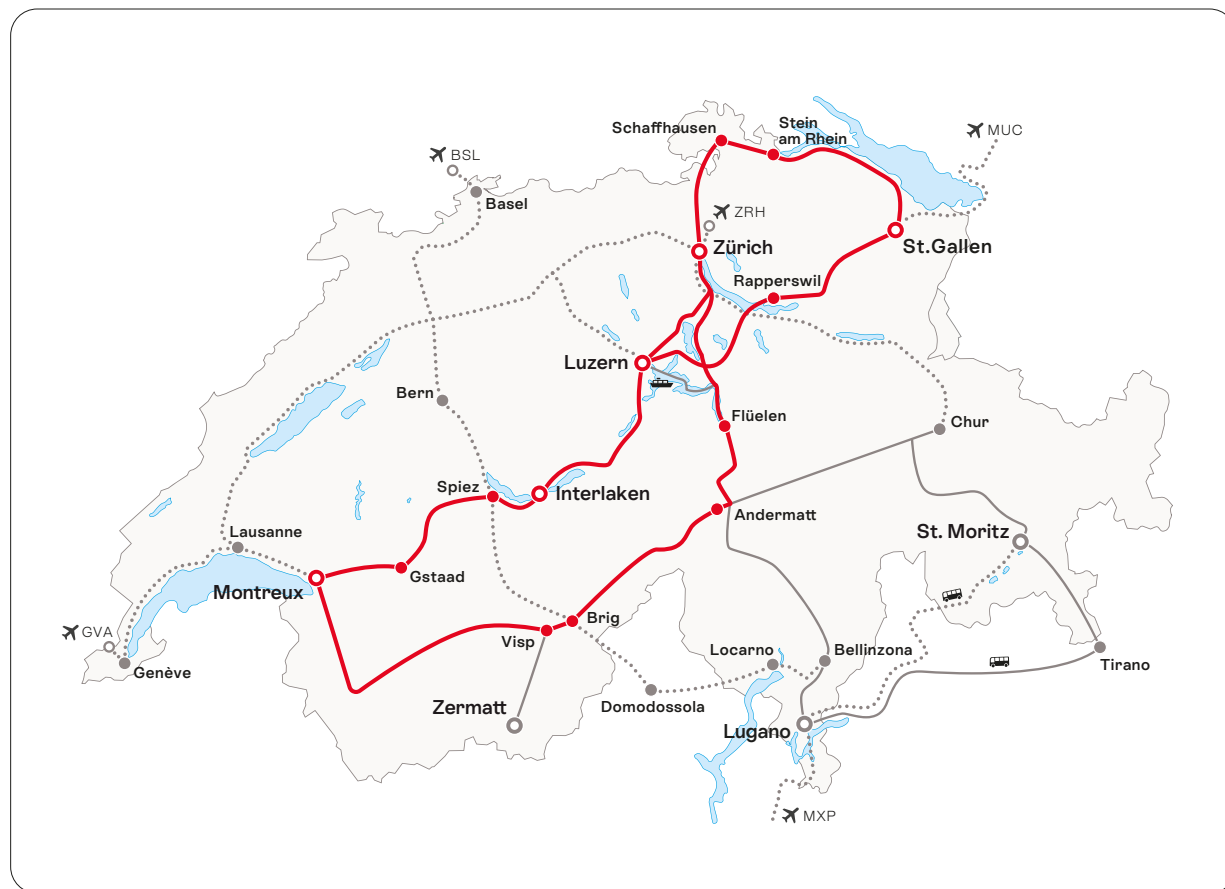 Schaffhausen
Stein
am Rhein
MUC
BSL
Basel
ZRH
Zürich
St.Gallen
Rapperswil
Luzern
Bern
Flüelen
Chur
Spiez
Interlaken
Andermatt
Lausanne
St. Moritz
Gstaad
Montreux
Brig
GVA
Visp
Locarno
Bellinzona
Genève
Tirano
Zermatt
Domodossola
Lugano
MXP